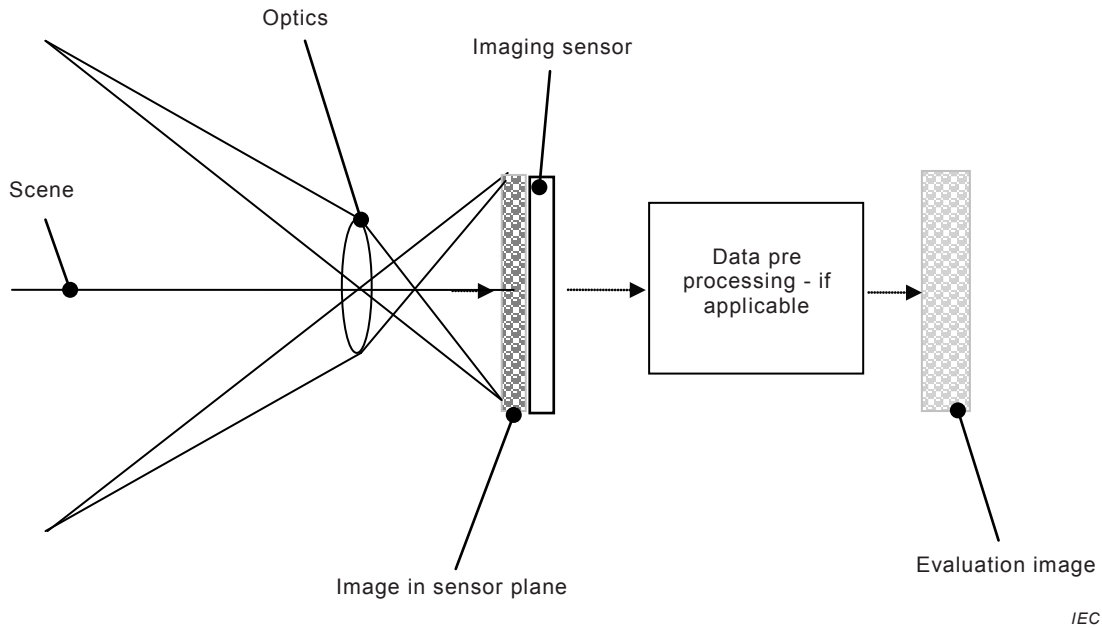 Optics
Imaging sensor
Scene
Data pre
processing - if
applicable
Image in sensor plane
Evaluation image
IEC